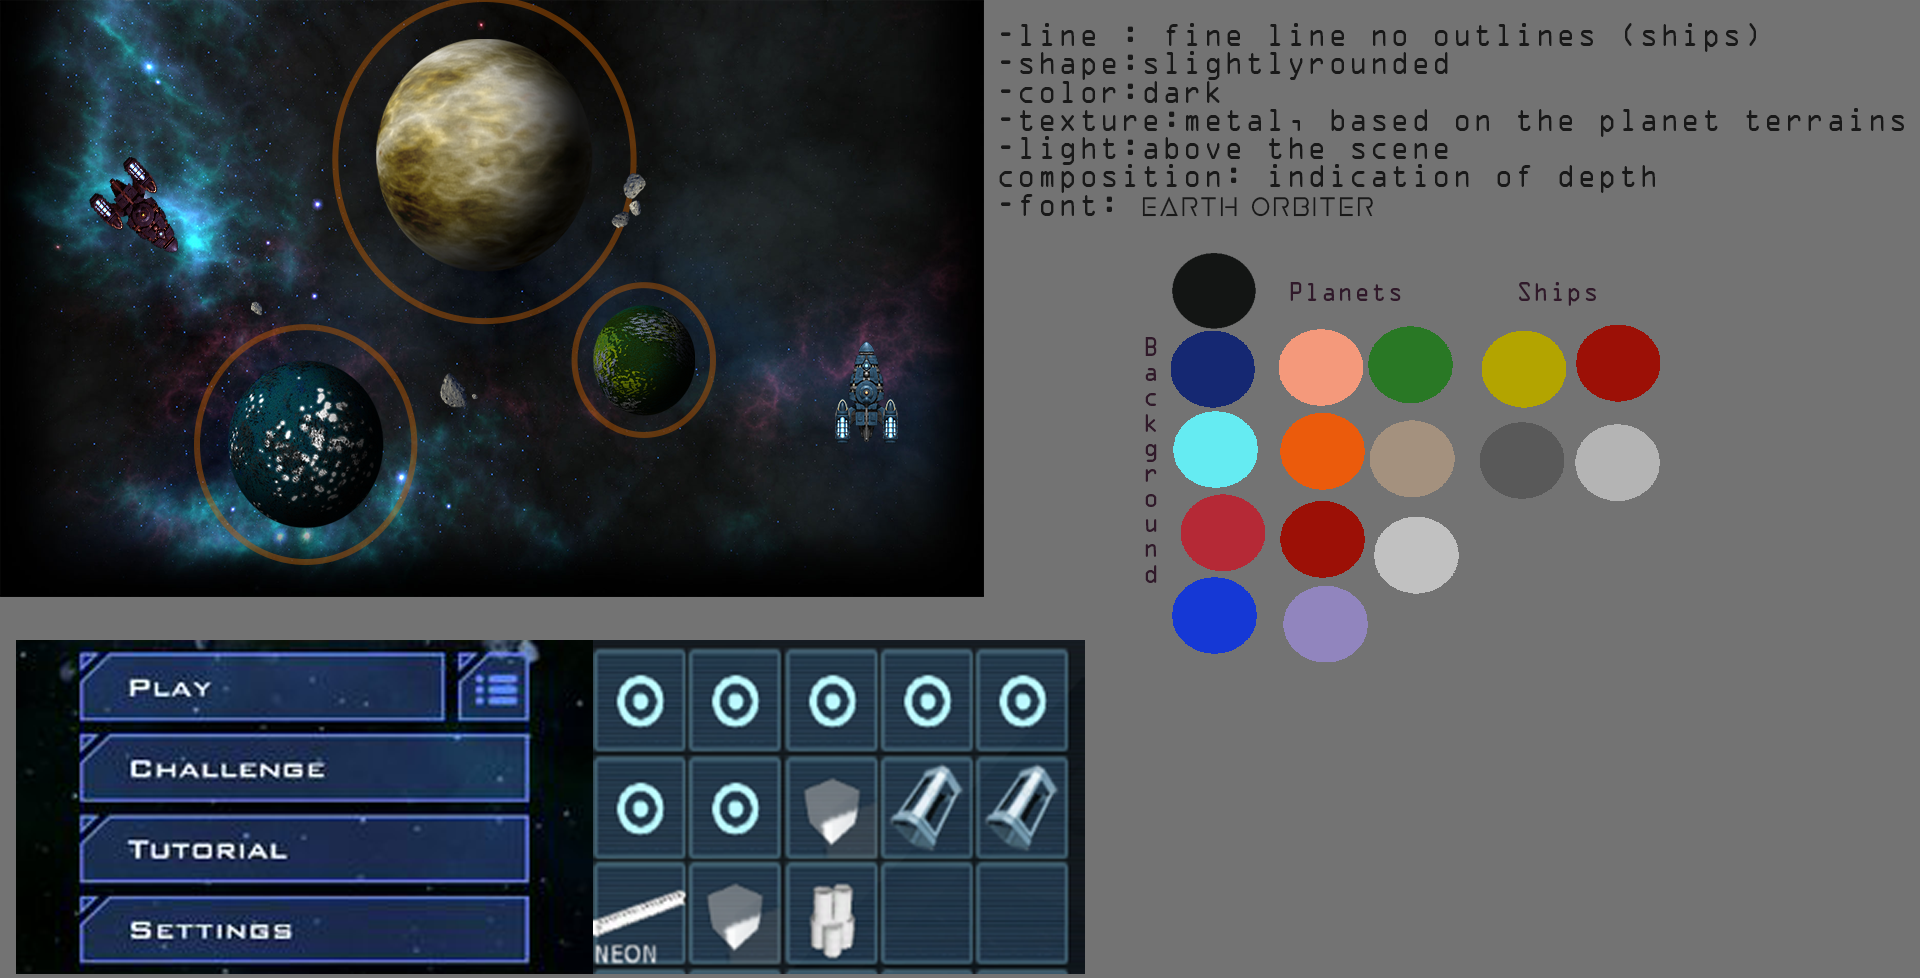 -line : fine line no outlines (ships)
-shape:slightlyrounded
-color:dark
-texture:metal, based on the planet terrains
-light:above the scene
composition: indication of depth
-font: EARTH ORBITER
Planets
Ships
Background
PLAY
CHALLENGE
TUTORIAL
SETTINGS
NEON